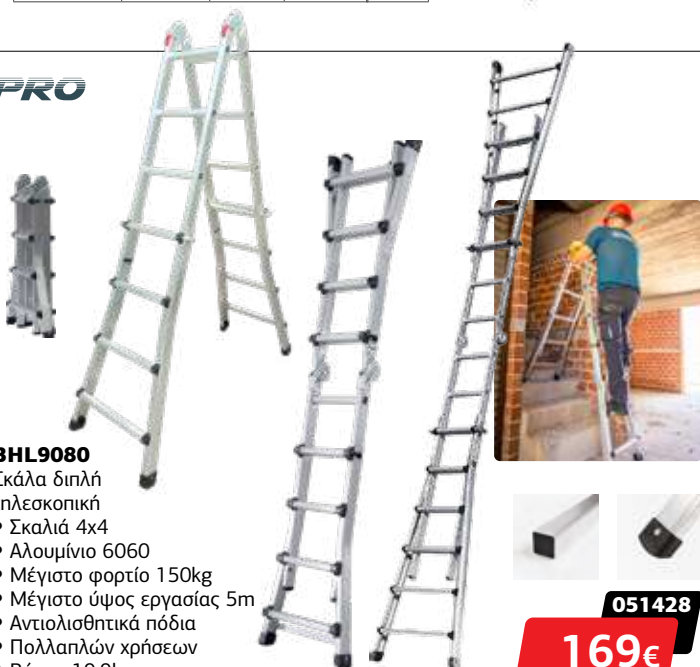 PRO
BHL9080
Σκάλα διπλή
τηλεσκοπική
• Σκαλιά 4x4
• Αλουμίνιο 6060
• Μέγιστο φορτίο 150kg
• Μέγιστο ύψος εργασίας 5m
• Αντιολισθητικά πόδια
• Πολλαπλών χρήσεων
051428
169€